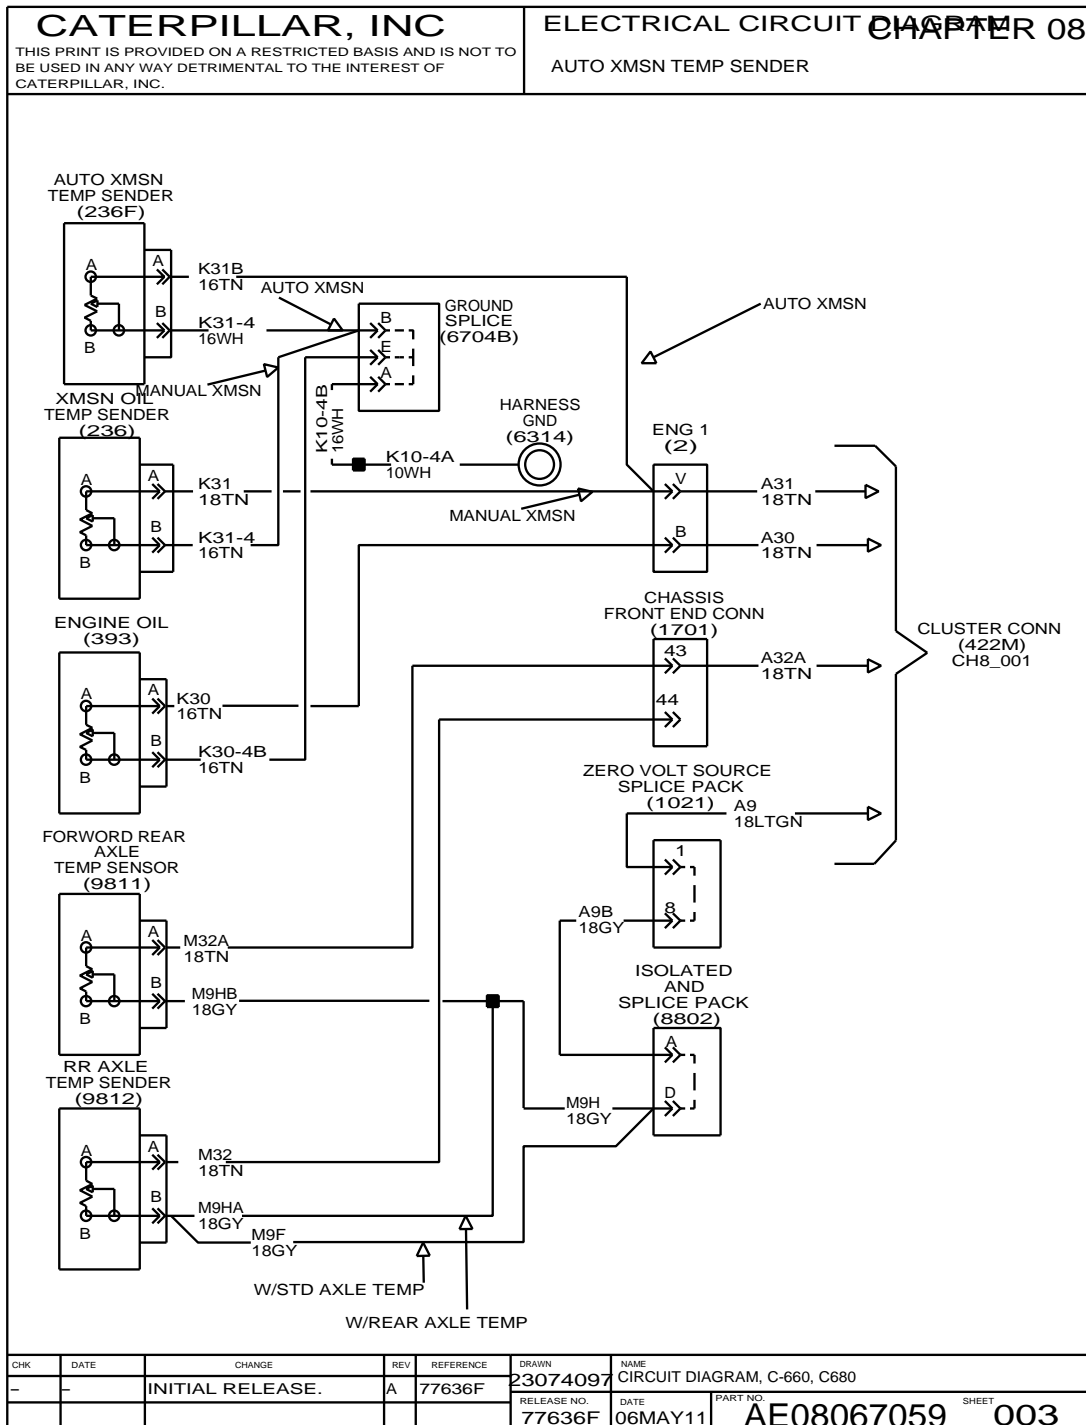 CATERPILLAR, INC
THIS PRINT IS PROVIDED ON A RESTRICTED BASIS AND IS NOT TO
BE USED IN ANY WAY DETRIMENTAL TO THE INTEREST OF
CATERPILLAR, INC.
ELECTRICAL CIRCUIT DIAGRAM
CHAPTER 08
AUTO XMSN TEMP SENDER
AUTO XMSN
TEMP SENDER
(236F)
A
B
A
B
K31B
16TN
K31-4
16WH
AUTO XMSN
MANUAL XMSN
GROUND
SPLICE
(6704B)
B
E
A
K10-4B
16WH
K10-4A
10WH
HARNESS
GND
(6314)
AUTO XMSN
XMSN OIL
TEMP SENDER
(236)
A
B
A
B
K31
18TN
K31-4
16TN
MANUAL XMSN
ENG 1
(2)
V
B
A31
18TN
A30
18TN
ENGINE OIL
(393)
A
B
A
B
K30
16TN
K30-4B
16TN
CHASSIS
FRONT END CONN
(1701)
43
44
A32A
18TN
CLUSTER CONN
(422M)
CH8_001
ZERO VOLT SOURCE
SPLICE PACK
(1021)
A9
18LTGN
1
8
A9B
18GY
FORWORD REAR
AXLE
TEMP SENSOR
(9811)
A
B
A
B
M32A
18TN
M9HB
18GY
ISOLATED
AND
SPLICE PACK
(8802)
A
D
M9H
18GY
RR AXLE
TEMP SENDER
(9812)
A
B
A
B
M32
18TN
M9HA
18GY
M9F
18GY
W/STD AXLE TEMP
W/REAR AXLE TEMP
CHK
DATE
CHANGE
REV
REFERENCE
–
–
INITIAL RELEASE.
A
77636F
DRAWN
23074097
NAME
CIRCUIT DIAGRAM, C-660, C680
RELEASE NO.
77636F
DATE
06MAY11
PART NO.
AE08067059
SHEET
003